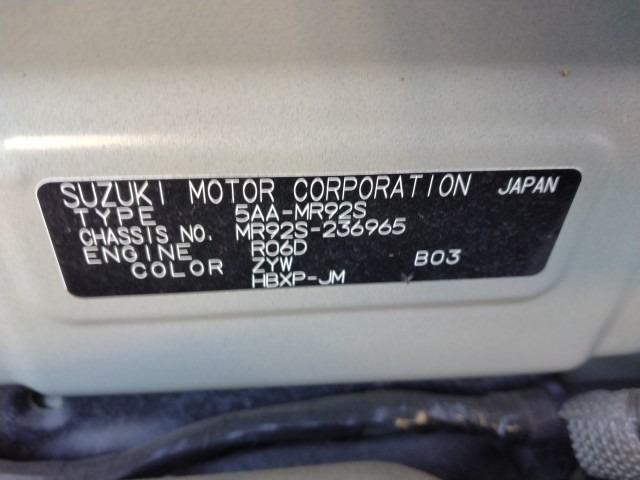 SUZUKI MOTOR CORPORATION JAPAN
TYPE 5AA-MR92S
CHASSIS NO. MR92S-236965
ENGINE R06D
COLOR ZYW B03
HBXP-JM